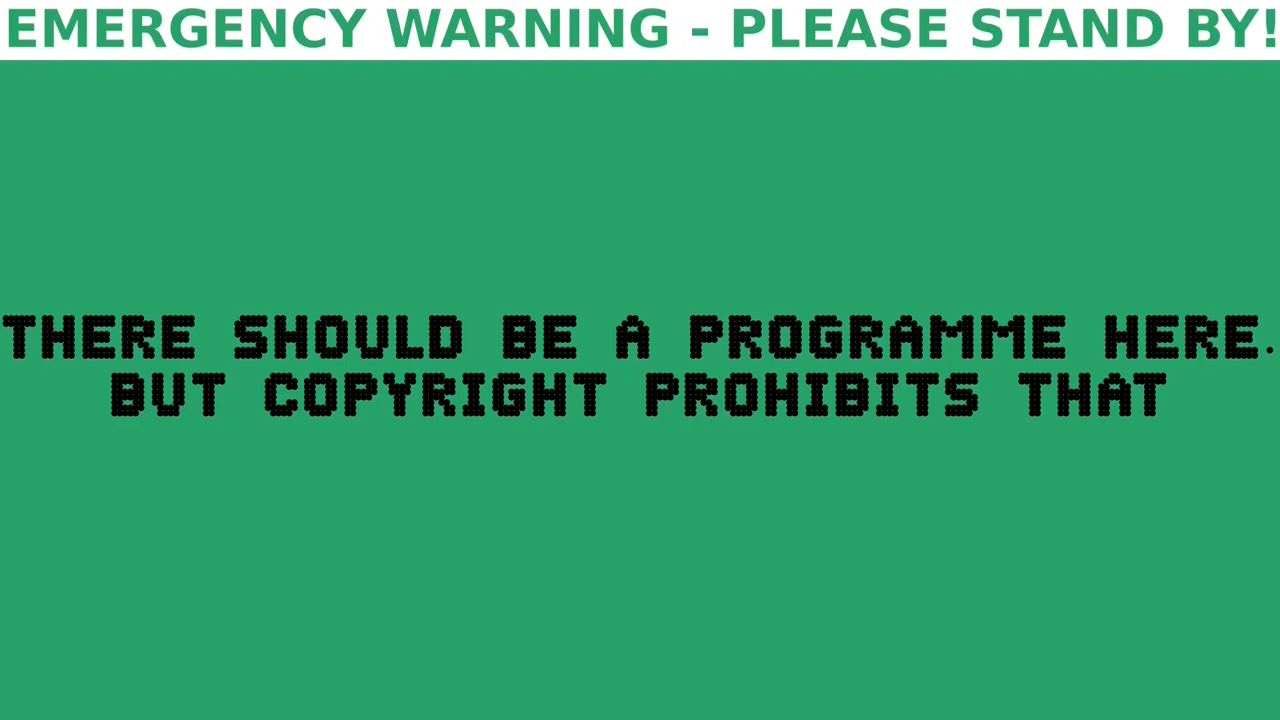 EMERGENCY WARNING - PLEASE STAND BY!
THERE SHOULD BE A PROGRAMME HERE.
BUT COPYRIGHT PROHIBITS THAT